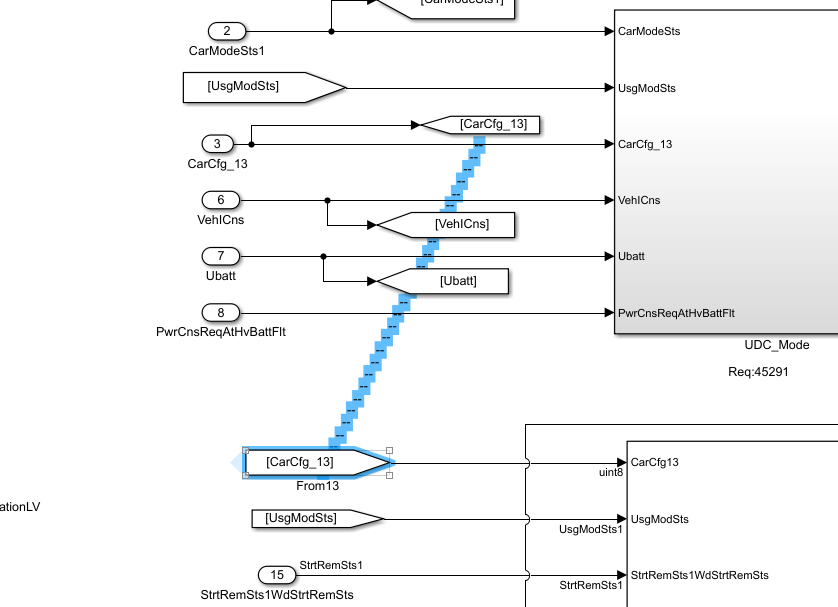 [CarModeSts1]
2
CarModeSts1
CarModeSts
[UsgModSts]
UsgModSts
[CarCfg_13]
3
CarCfg_13
CarCfg_13
6
VehICns
VehICns
[VehICns]
7
Ubatt
Ubatt
[Ubatt]
8
PwrCnsReqAtHvBattFlt
PwrCnsReqAtHvBattFlt
UDC_Mode
Req:45291
[CarCfg_13]
From13
uint8
CarCfg13
ationLV
[UsgModSts]
UsgModSts1
UsgModSts
15
StrtRemSts1
StrtRemSts1WdStrtRemSts
StrtRemSts1
StrtRemSts1WdStrtRemSts